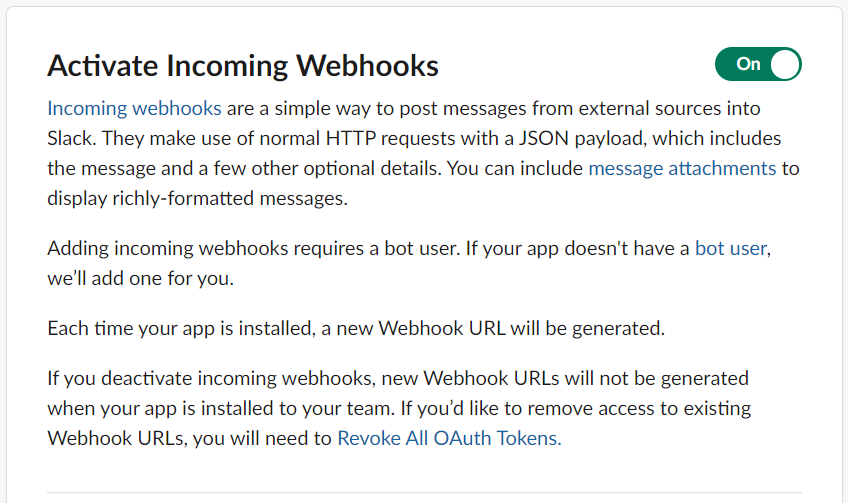 Activate Incoming Webhooks
On
Incoming webhooks are a simple way to post messages from external sources into
Slack. They make use of normal HTTP requests with a JSON payload, which includes
the message and a few other optional details. You can include message attachments to
display richly-formatted messages.
Adding incoming webhooks requires a bot user. If your app doesn't have a bot user,
we’ll add one for you.
Each time your app is installed, a new Webhook URL will be generated.
If you deactivate incoming webhooks, new Webhook URLs will not be generated
when your app is installed to your team. If you’d like to remove access to existing
Webhook URLs, you will need to Revoke All OAuth Tokens.